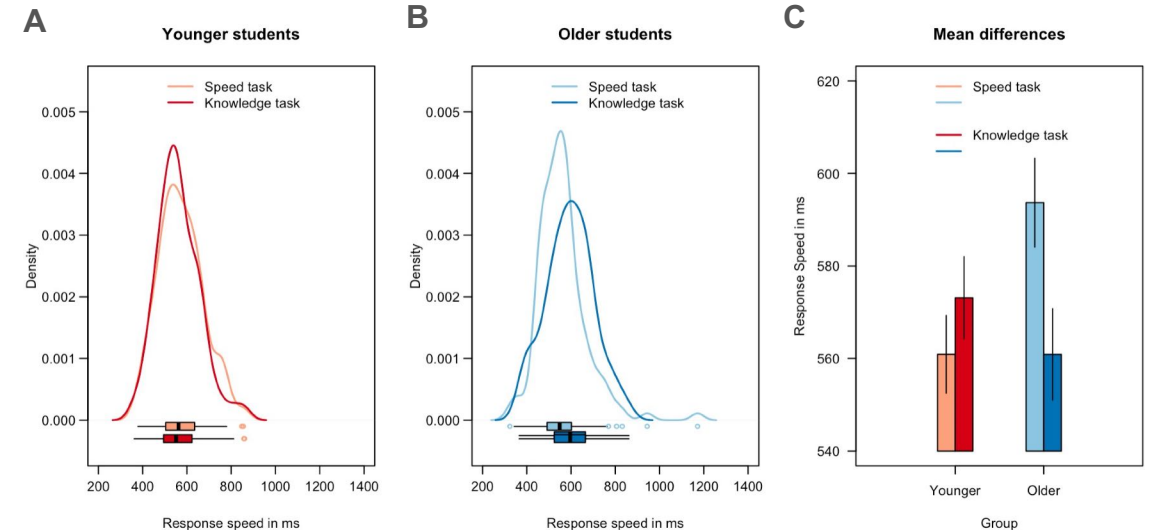 A
Younger students
Speed task
Knowledge task
0.005
0.004
0.003
0.002
0.001
0.000
Density
200 400 600 800 1000 1200 1400
Response speed in ms
B
Older students
Speed task
Knowledge task
0.005
0.004
0.003
0.002
0.001
0.000
Density
200 400 600 800 1000 1200 1400
Response speed in ms
C
Mean differences
Speed task
Knowledge task
620
600
580
560
540
Response Speed in ms
Younger Older
Group